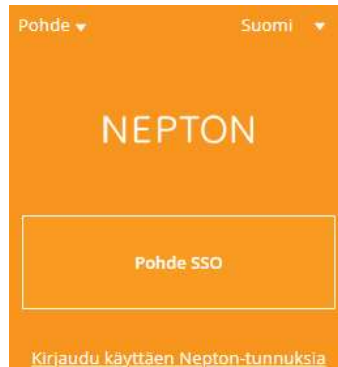 Pohde Suomi
NEPTON
Pohde SSO
Kirjaudu käyttäen Nepton-tunnuksia